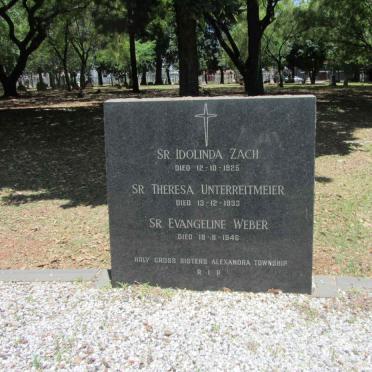 SR IDOLINDA ZACH
DIED 12-10-1925
SR THERESA UNTERREITMEIER
DIED 13-12-1933
SR EVANGELINE WEBER
DIED 18-8-1946
HOLY CROSS SISTERS ALEXANDRA TOWNSHIP
R I P